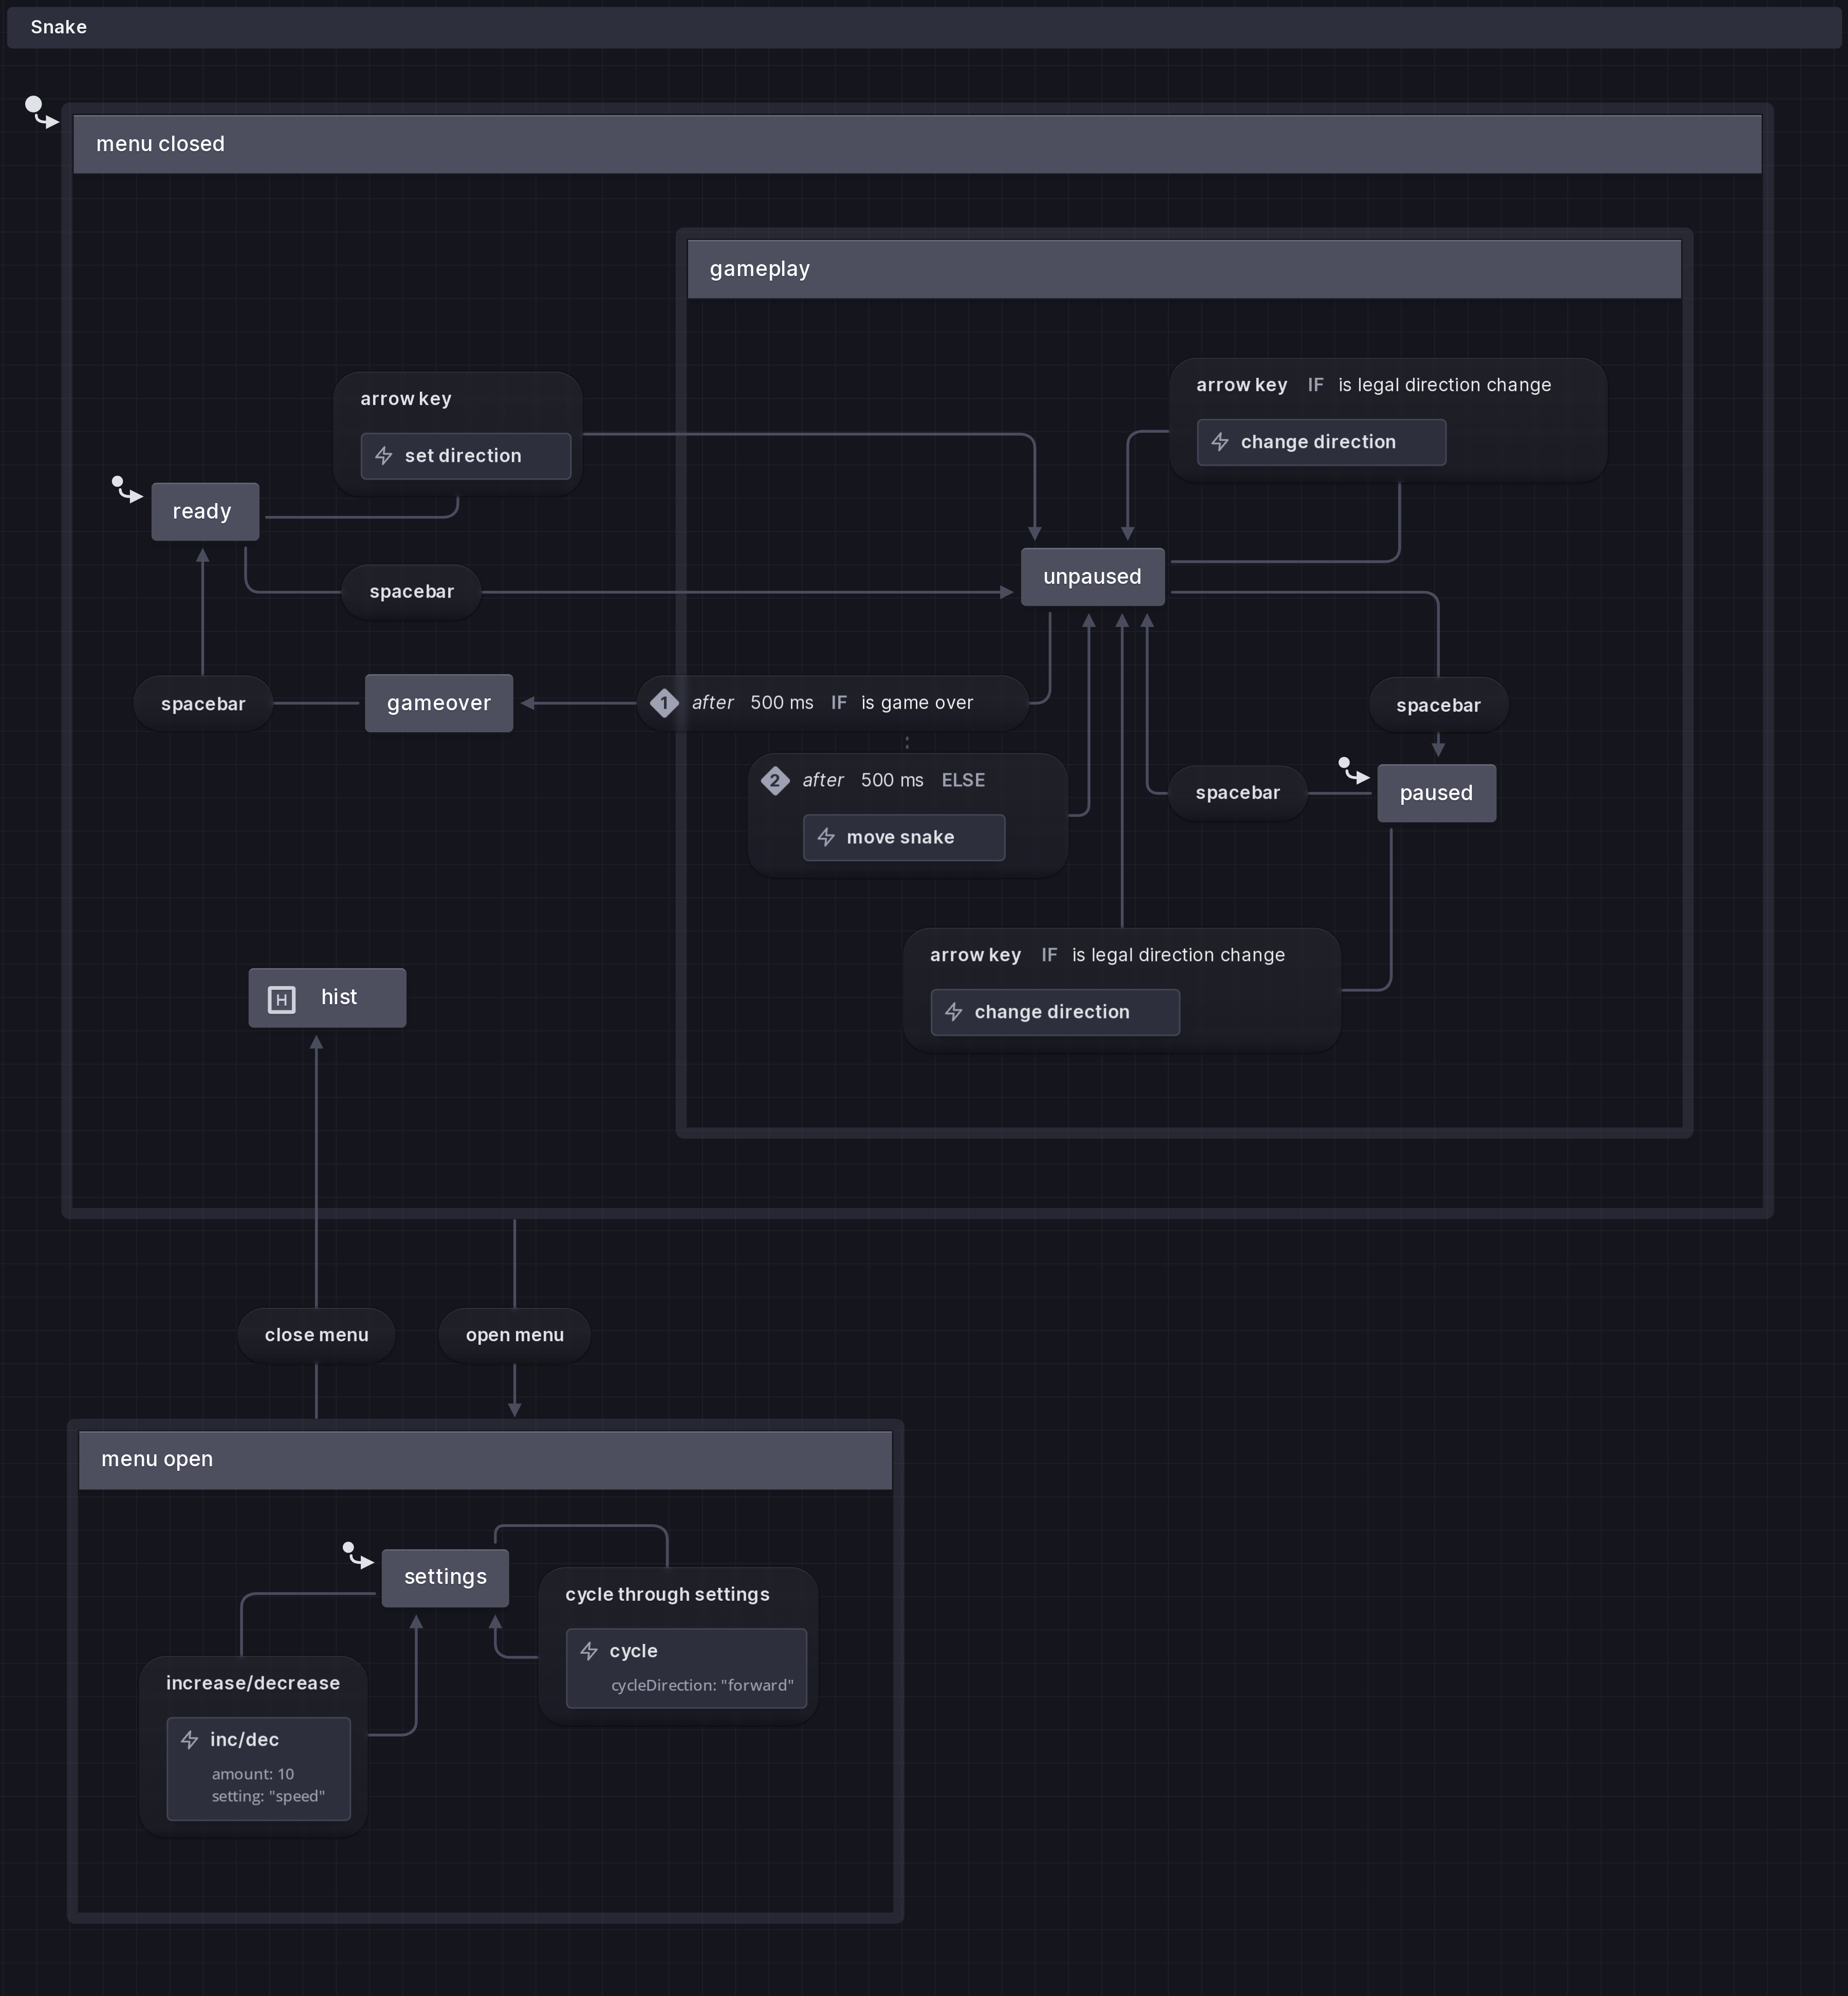 Snake
menu closed
gameplay
arrow key IF is legal direction change
change direction
arrow key
set direction
ready
unpaused
spacebar
spacebar
gameover
1 after 500 ms IF is game over
spacebar
2 after 500 ms ELSE
move snake
spacebar
paused
arrow key IF is legal direction change
change direction
H hist
close menu
open menu
menu open
settings
cycle through settings
cycle
cycleDirection: "forward"
increase/decrease
inc/dec
amount: 10
setting: "speed"